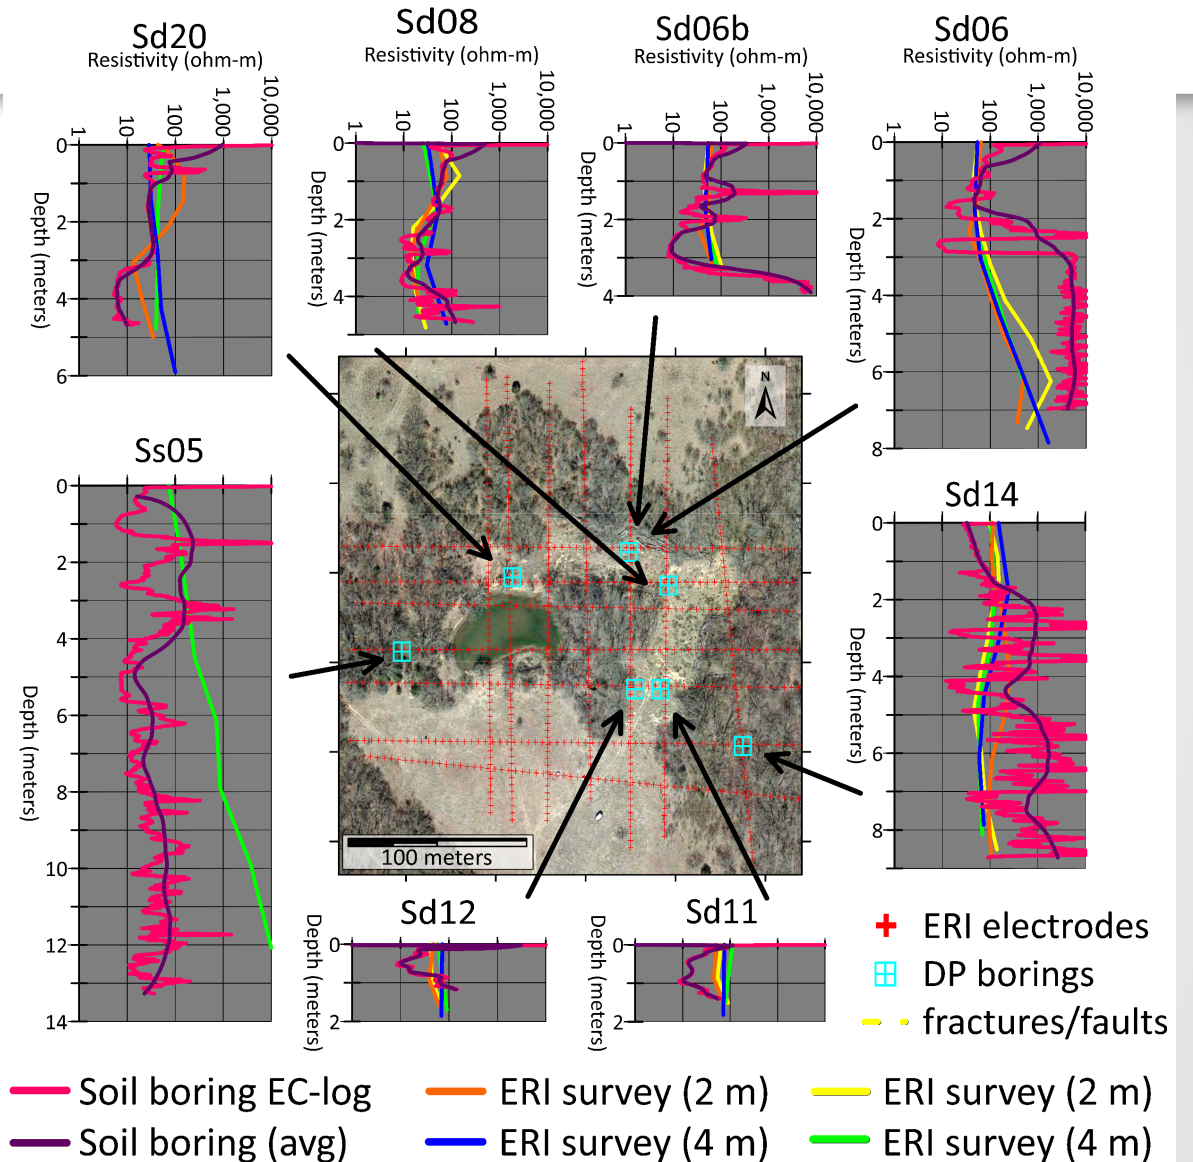 Sd20
Resistivity (ohm-m)
1
10
100
1,000
10,000
0
2
4
6
Depth (meters)
Sd08
Resistivity (ohm-m)
1
10
100
1,000
10,000
0
2
4
Depth (meters)
Sd06b
Resistivity (ohm-m)
1
10
100
1,000
10,000
0
2
4
Depth (meters)
Sd06
Resistivity (ohm-m)
1
10
100
1,000
10,000
0
2
4
6
8
Depth (meters)
Ss05
0
2
4
6
8
10
12
14
Depth (meters)
N
100 meters
Sd14
0
2
4
6
8
Depth (meters)
Sd12
0
2
Depth (meters)
Sd11
0
2
Depth (meters)
ERI electrodes
DP borings
fractures/faults
Soil boring EC-log
ERI survey (2 m)
ERI survey (2 m)
Soil boring (avg)
ERI survey (4 m)
ERI survey (4 m)